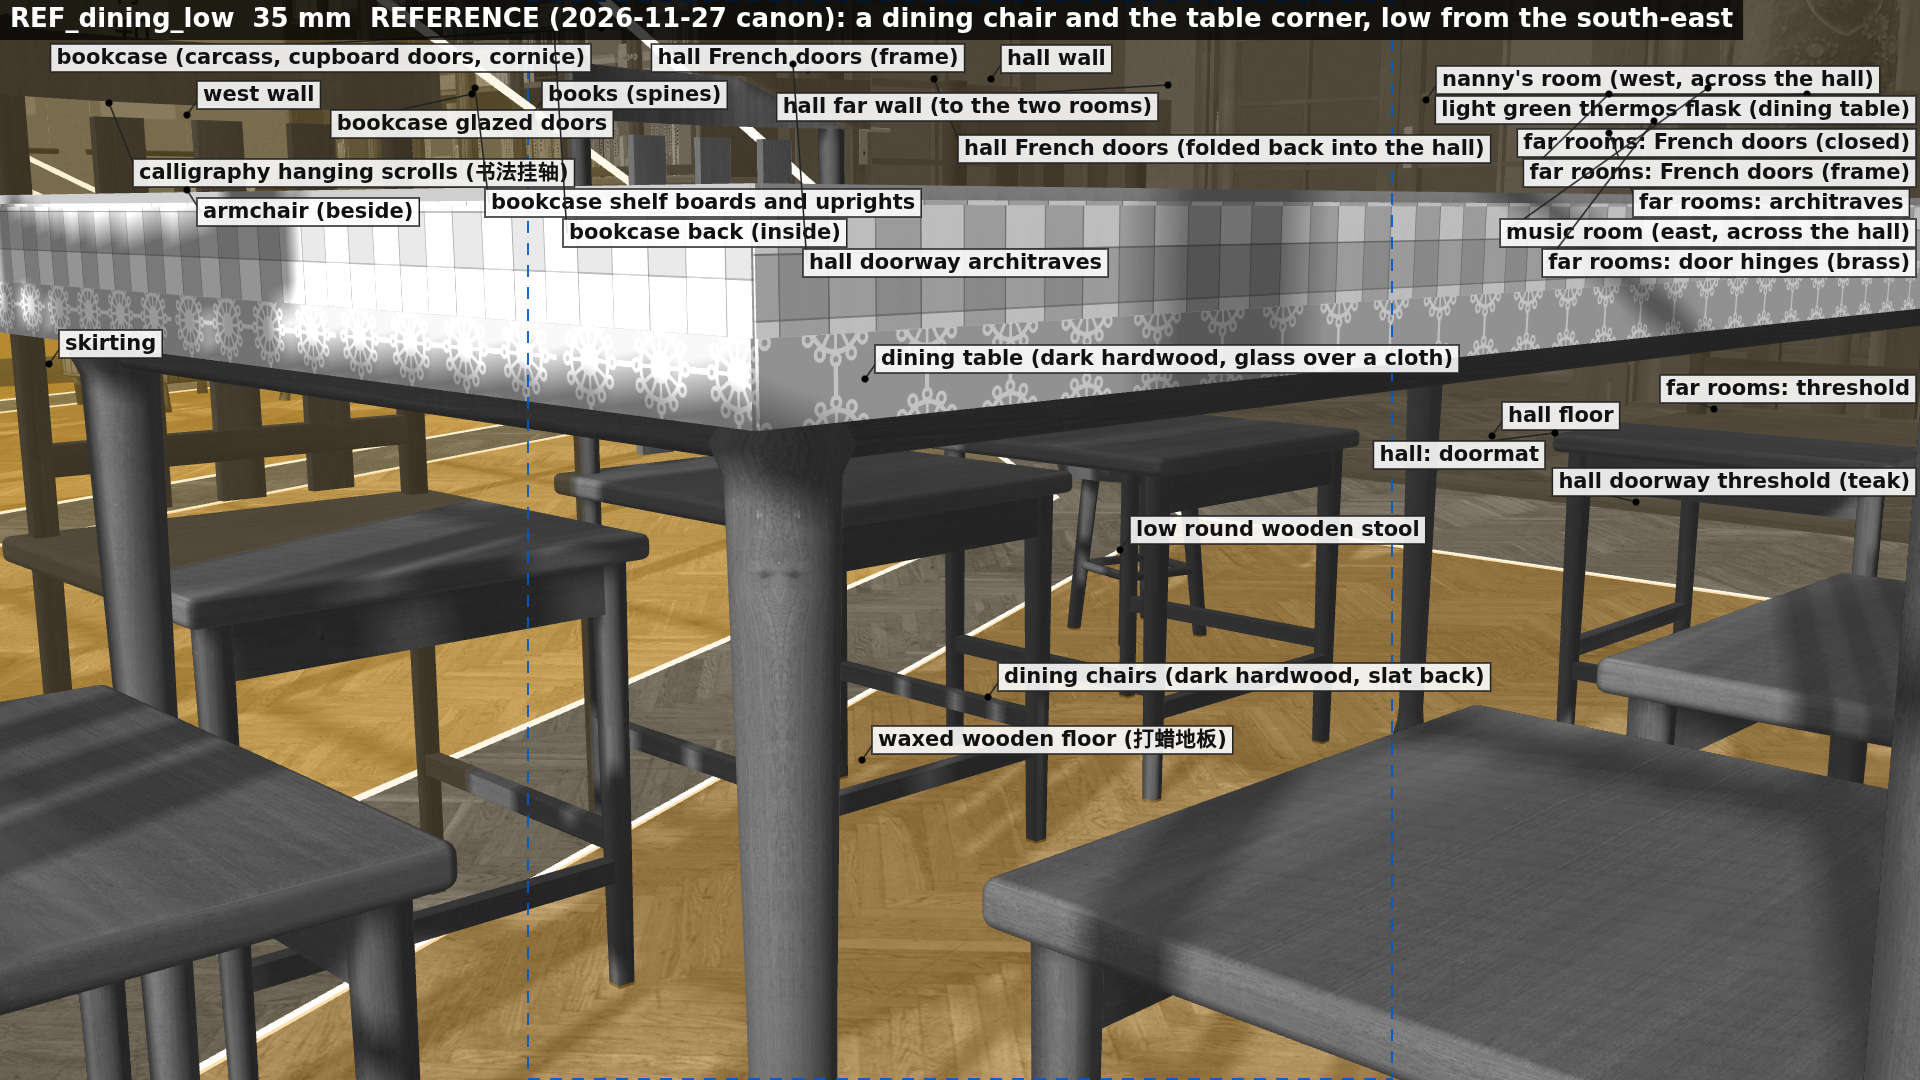 REF_dining_low 35 mm REFERENCE (2026-11-27 canon): a dining chair and the table corner, low from the south-east
bookcase (carcass, cupboard doors, cornice)
hall French doors (frame)
hall wall
nanny's room (west, across the hall)
west wall
books (spines)
hall far wall (to the two rooms)
light green thermos flask (dining table)
bookcase glazed doors
far rooms: French doors (closed)
hall French doors (folded back into the hall)
calligraphy hanging scrolls (书法挂轴)
far rooms: French doors (frame)
armchair (beside)
bookcase shelf boards and uprights
far rooms: architraves
bookcase back (inside)
music room (east, across the hall)
hall doorway architraves
far rooms: door hinges (brass)
skirting
dining table (dark hardwood, glass over a cloth)
far rooms: threshold
hall floor
hall: doormat
hall doorway threshold (teak)
low round wooden stool
dining chairs (dark hardwood, slat back)
waxed wooden floor (打蜡地板)